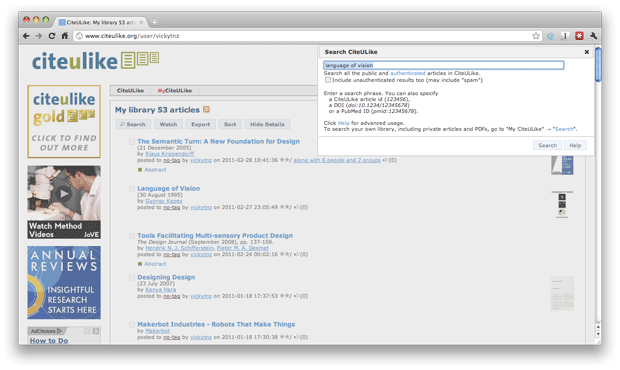 CiteULike: My library 53 artic
www.citeulike.org/user/vickytnz
citeulike
Search CiteULike
language of vision
Search all the public and authenticated articles in CiteULike.
Include unauthenticated results too (may include "spam")
Enter a search phrase. You can also specify
a CiteULike article id (123456),
a DOI (doi:10.1234/12345678)
or a PubMed ID (pmid:12345678).
Click Help for advanced usage.
To search your own library, including private articles and PDFs, go to "My CiteULike" → "Search".
Search Help
citeulike
gold
CLICK TO FIND
OUT MORE
Watch Method
Videos JoVE
ANNUAL
REVIEWS
INSIGHTFUL
RESEARCH
STARTS HERE
AdChoices
How to Do
CiteULike MyCiteULike
My library 53 articles
Search Watch Export Sort Hide Details
The Semantic Turn: A New Foundation for Design
(21 December 2005)
by Klaus Krippendorff
posted to no-tag by vickytnz on 2011-02-28 10:41:36 **/ along with 6 people and 2 groups (0)
Abstract
Language of Vision
(30 August 1995)
by Gyorgy Kepes
posted to no-tag by vickytnz on 2011-02-27 23:05:49 **/ (0)
Tools Facilitating Multi-sensory Product Design
The Design Journal (September 2008), pp. 137-158.
by Hendrik N. J. Schifferstein, Pieter M. A. Desmet
posted to no-tag by vickytnz on 2011-02-24 00:02:16 **/ (0)
Abstract
Designing Design
(23 July 2007)
by Kenya Hara
posted to no-tag by vickytnz on 2011-01-18 17:37:53 **/ (0)
Makerbot Industries - Robots That Make Things
by Makerbot
posted to no-tag by vickytnz on 2011-01-18 17:30:38 **/ (0)